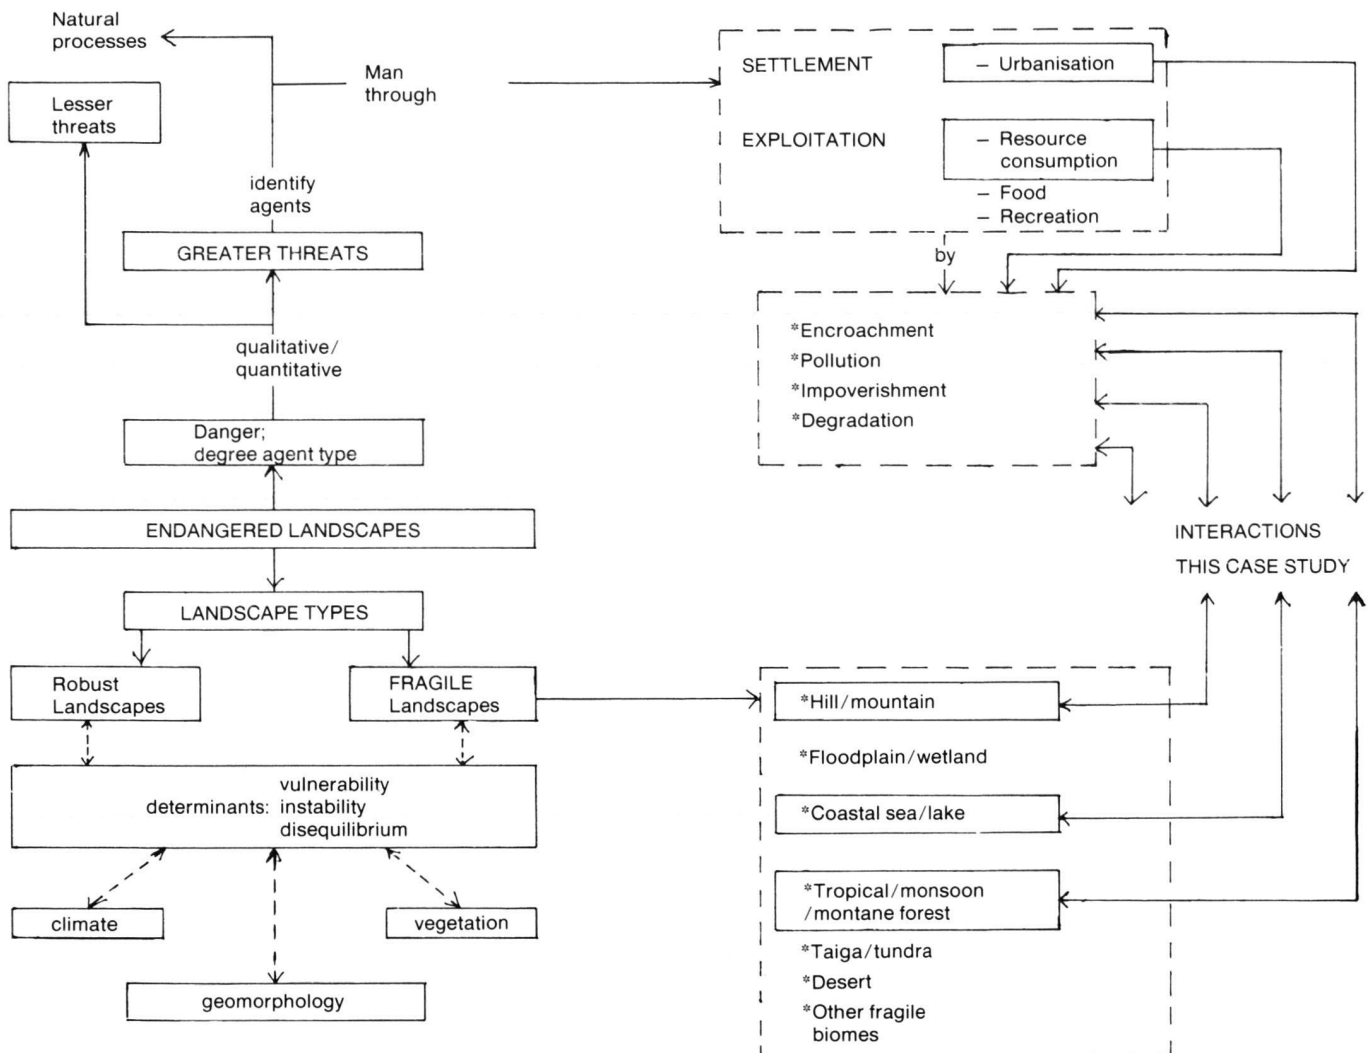 Natural
processes
Lesser
threats
Man
through
identify
agents
GREATER THREATS
qualitative/
quantitative
Danger;
degree agent type
ENDANGERED LANDSCAPES
LANDSCAPE TYPES
Robust
Landscapes
FRAGILE
Landscapes
vulnerability
determinants: instability
disequilibrium
climate
vegetation
geomorphology
SETTLEMENT
– Urbanisation
EXPLOITATION
– Resource
consumption
– Food
– Recreation
by
*Encroachment
*Pollution
*Impoverishment
*Degradation
INTERACTIONS
THIS CASE STUDY
*Hill/mountain
*Floodplain/wetland
*Coastal sea/lake
*Tropical/monsoon
/montane forest
*Taiga/tundra
*Desert
*Other fragile
biomes